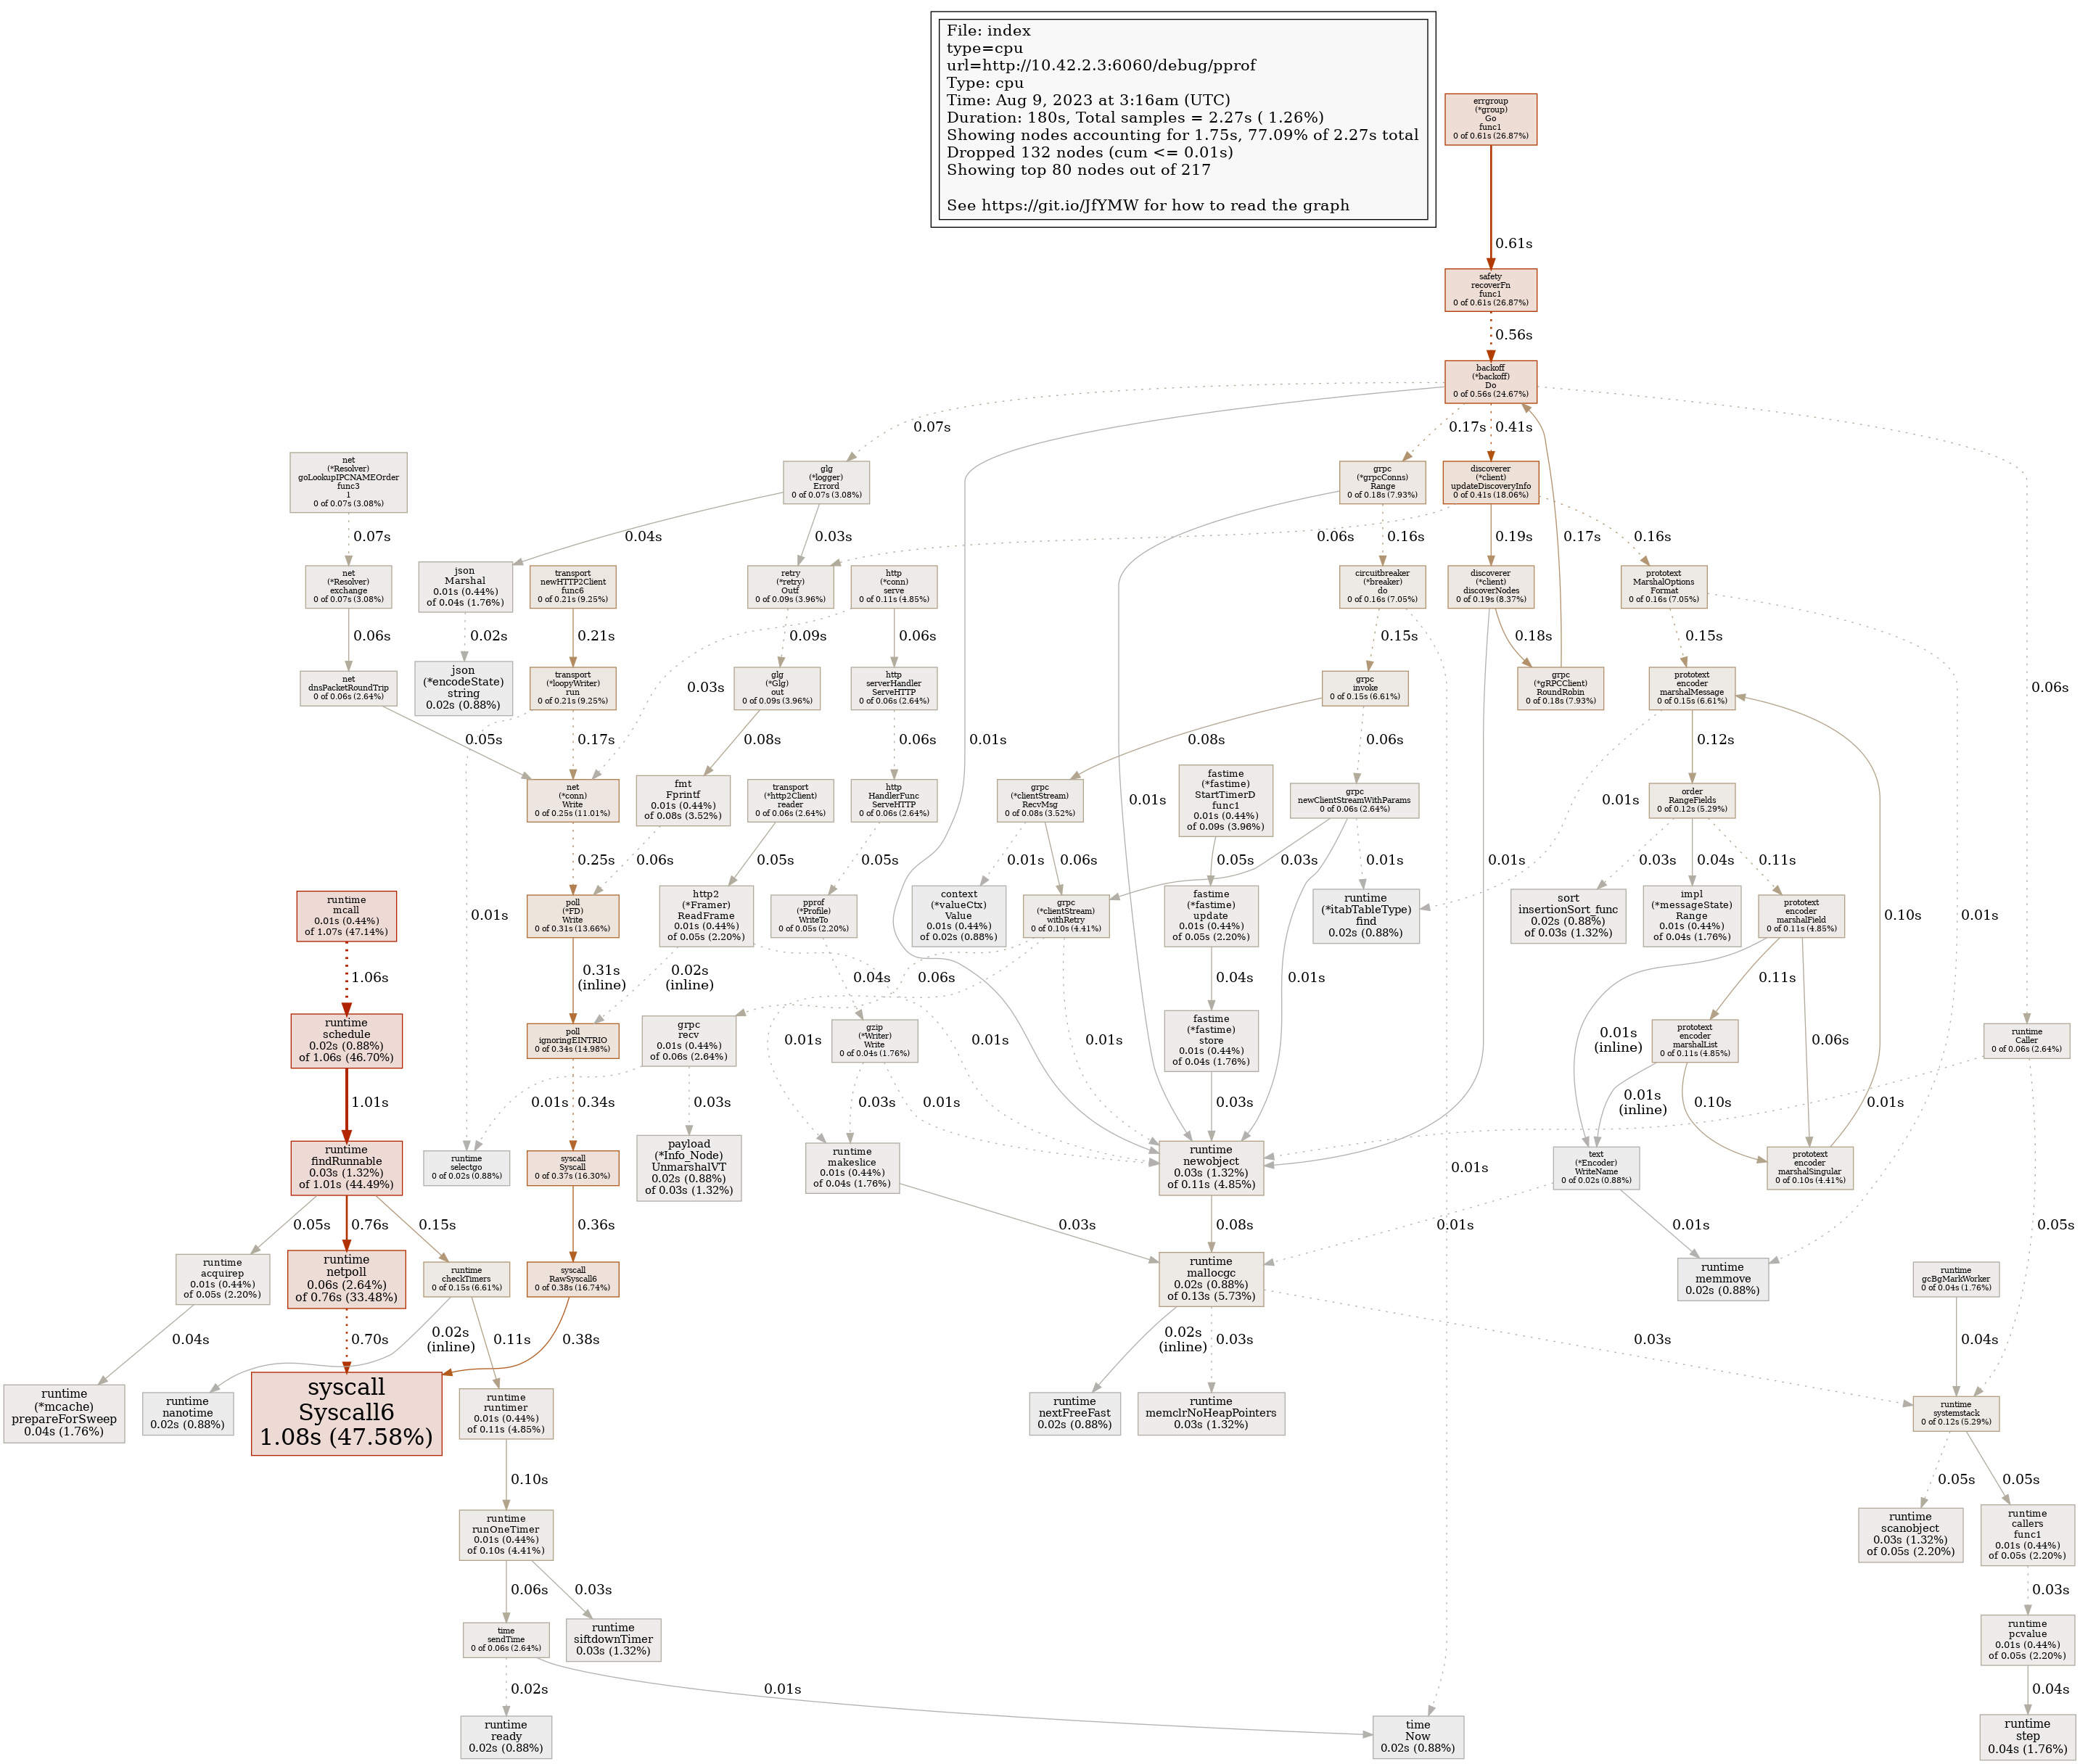 File: index
type=cpu
url=http://10.42.2.3:6060/debug/pprof
Type: cpu
Time: Aug 9, 2023 at 3:16am (UTC)
Duration: 180s, Total samples = 2.27s ( 1.26%)
Showing nodes accounting for 1.75s, 77.09% of 2.27s total
Dropped 132 nodes (cum <= 0.01s)
Showing top 80 nodes out of 217
See https://git.io/JfYMW for how to read the graph
errgroup
(*group)
Go
func1
0 of 0.61s (26.87%)
0.61s
safety
recoverFn
func1
0 of 0.61s (26.87%)
0.56s
backoff
(*backoff)
Do
0 of 0.56s (24.67%)
0.07s
0.17s
0.41s
net
(*Resolver)
goLookupIPCNAMEOrder
func3
1
0 of 0.07s (3.08%)
glg
(*logger)
Errord
0 of 0.07s (3.08%)
grpc
(*grpcConns)
Range
0 of 0.18s (7.93%)
discoverer
(*client)
updateDiscoveryInfo
0 of 0.41s (18.06%)
0.07s
0.04s
0.03s
0.06s
0.16s
0.19s
0.17s
0.16s
net
(*Resolver)
exchange
0 of 0.07s (3.08%)
json
Marshal
0.01s (0.44%)
of 0.04s (1.76%)
transport
newHTTP2Client
func6
0 of 0.21s (9.25%)
retry
(*retry)
Outf
0 of 0.09s (3.96%)
http
(*conn)
serve
0 of 0.11s (4.85%)
circuitbreaker
(*breaker)
do
0 of 0.16s (7.05%)
discoverer
(*client)
discoverNodes
0 of 0.19s (8.37%)
prototext
MarshalOptions
Format
0 of 0.16s (7.05%)
0.06s
0.02s
0.21s
0.09s
0.06s
0.15s
0.18s
0.15s
net
dnsPacketRoundTrip
0 of 0.06s (2.64%)
json
(*encodeState)
string
0.02s (0.88%)
transport
(*loopyWriter)
run
0 of 0.21s (9.25%)
glg
(*Glg)
out
0 of 0.09s (3.96%)
0.03s
http
serverHandler
ServeHTTP
0 of 0.06s (2.64%)
grpc
invoke
0 of 0.15s (6.61%)
grpc
(*gRPCClient)
RoundRobin
0 of 0.18s (7.93%)
prototext
encoder
marshalMessage
0 of 0.15s (6.61%)
0.06s
0.05s
0.17s
0.08s
0.06s
0.01s
0.08s
0.06s
0.12s
net
(*conn)
Write
0 of 0.25s (11.01%)
fmt
Fprintf
0.01s (0.44%)
of 0.08s (3.52%)
transport
(*http2Client)
reader
0 of 0.06s (2.64%)
http
HandlerFunc
ServeHTTP
0 of 0.06s (2.64%)
grpc
(*clientStream)
RecvMsg
0 of 0.08s (3.52%)
0.01s
fastime
(*fastime)
StartTimerD
func1
0.01s (0.44%)
of 0.09s (3.96%)
grpc
newClientStreamWithParams
0 of 0.06s (2.64%)
0.01s
order
RangeFields
0 of 0.12s (5.29%)
0.25s
0.06s
0.05s
0.05s
0.01s
0.06s
0.05s
0.03s
0.01s
0.01s
0.03s
0.04s
0.11s
runtime
mcall
0.01s (0.44%)
of 1.07s (47.14%)
0.01s
poll
(*FD)
Write
0 of 0.31s (13.66%)
http2
(*Framer)
ReadFrame
0.01s (0.44%)
of 0.05s (2.20%)
pprof
(*Profile)
WriteTo
0 of 0.05s (2.20%)
context
(*valueCtx)
Value
0.01s (0.44%)
of 0.02s (0.88%)
grpc
(*clientStream)
withRetry
0 of 0.10s (4.41%)
fastime
(*fastime)
update
0.01s (0.44%)
of 0.05s (2.20%)
runtime
(*itabTableType)
find
0.02s (0.88%)
sort
insertionSort_func
0.02s (0.88%)
of 0.03s (1.32%)
impl
(*messageState)
Range
0.01s (0.44%)
of 0.04s (1.76%)
prototext
encoder
marshalField
0 of 0.11s (4.85%)
0.10s
0.01s
1.06s
0.31s
(inline)
0.02s
(inline)
0.04s
0.06s
0.04s
0.01s
0.11s
runtime
schedule
0.02s (0.88%)
of 1.06s (46.70%)
poll
ignoringEINTRIO
0 of 0.34s (14.98%)
grpc
recv
0.01s (0.44%)
of 0.06s (2.64%)
gzip
(*Writer)
Write
0 of 0.04s (1.76%)
0.01s
0.01s
0.01s
fastime
(*fastime)
store
0.01s (0.44%)
of 0.04s (1.76%)
0.01s
(inline)
prototext
encoder
marshalList
0 of 0.11s (4.85%)
0.06s
runtime
Caller
0 of 0.06s (2.64%)
1.01s
0.34s
0.01s
0.03s
0.03s
0.01s
0.03s
0.01s
(inline)
0.10s
0.01s
runtime
findRunnable
0.03s (1.32%)
of 1.01s (44.49%)
runtime
selectgo
0 of 0.02s (0.88%)
syscall
Syscall
0 of 0.37s (16.30%)
payload
(*Info_Node)
UnmarshalVT
0.02s (0.88%)
of 0.03s (1.32%)
runtime
makeslice
0.01s (0.44%)
of 0.04s (1.76%)
runtime
newobject
0.03s (1.32%)
of 0.11s (4.85%)
0.01s
text
(*Encoder)
WriteName
0 of 0.02s (0.88%)
prototext
encoder
marshalSingular
0 of 0.10s (4.41%)
0.05s
0.76s
0.15s
0.36s
0.03s
0.08s
0.01s
0.01s
0.05s
runtime
acquirep
0.01s (0.44%)
of 0.05s (2.20%)
runtime
netpoll
0.06s (2.64%)
of 0.76s (33.48%)
runtime
checkTimers
0 of 0.15s (6.61%)
syscall
RawSyscall6
0 of 0.38s (16.74%)
runtime
mallocgc
0.02s (0.88%)
of 0.13s (5.73%)
runtime
memmove
0.02s (0.88%)
runtime
gcBgMarkWorker
0 of 0.04s (1.76%)
0.04s
0.70s
0.02s
(inline)
0.11s
0.38s
0.02s
(inline)
0.03s
0.03s
0.04s
runtime
(*mcache)
prepareForSweep
0.04s (1.76%)
runtime
nanotime
0.02s (0.88%)
syscall
Syscall6
1.08s (47.58%)
runtime
runtimer
0.01s (0.44%)
of 0.11s (4.85%)
runtime
nextFreeFast
0.02s (0.88%)
runtime
memclrNoHeapPointers
0.03s (1.32%)
runtime
systemstack
0 of 0.12s (5.29%)
0.10s
0.05s
0.05s
runtime
runOneTimer
0.01s (0.44%)
of 0.10s (4.41%)
runtime
scanobject
0.03s (1.32%)
of 0.05s (2.20%)
runtime
callers
func1
0.01s (0.44%)
of 0.05s (2.20%)
0.06s
0.03s
0.03s
time
sendTime
0 of 0.06s (2.64%)
runtime
siftdownTimer
0.03s (1.32%)
runtime
pcvalue
0.01s (0.44%)
of 0.05s (2.20%)
0.02s
0.01s
0.04s
runtime
ready
0.02s (0.88%)
time
Now
0.02s (0.88%)
runtime
step
0.04s (1.76%)